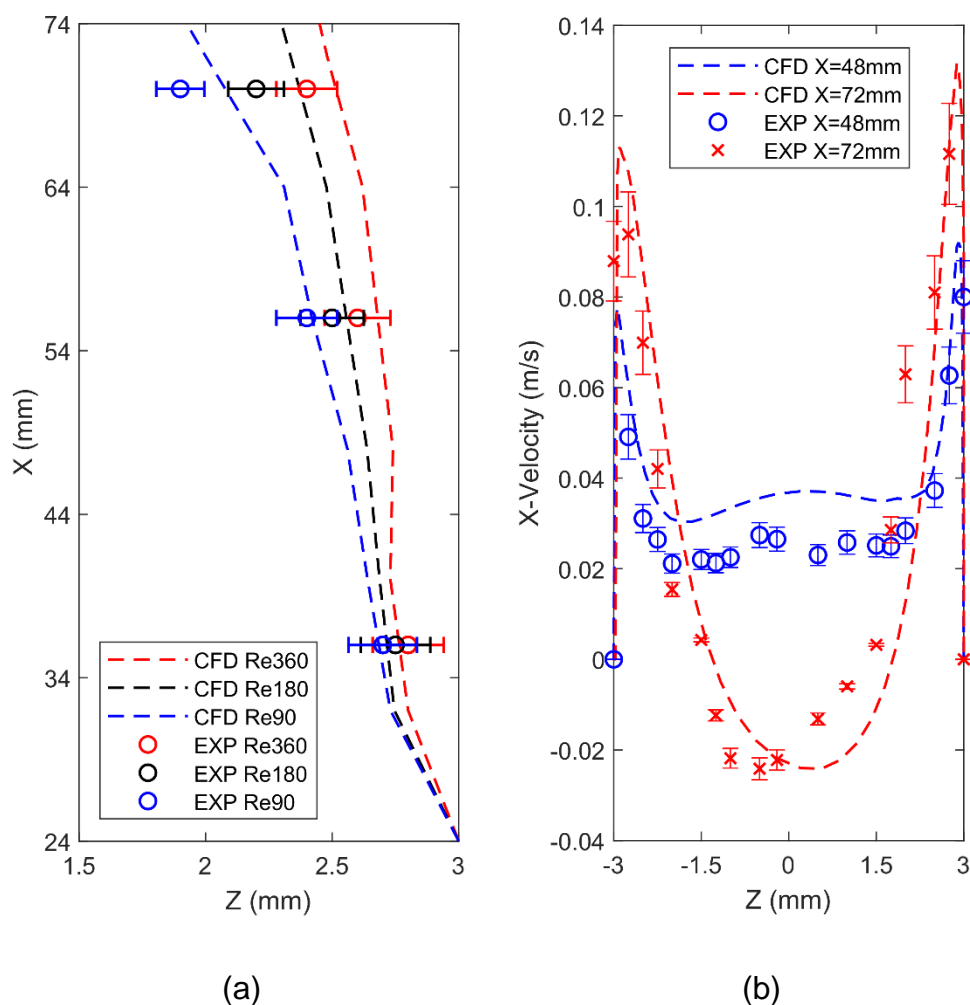 74
64
54
44
34
24
X (mm)
CFD Re360
CFD Re180
CFD Re90
EXP Re360
EXP Re180
EXP Re90
1.5 2 2.5 3
Z (mm)
(a)
0.14
0.12
0.1
0.08
0.06
0.04
0.02
0
-0.02
-0.04
X-Velocity (m/s)
CFD X=48mm
CFD X=72mm
EXP X=48mm
EXP X=72mm
-3 -1.5 0 1.5 3
Z (mm)
(b)